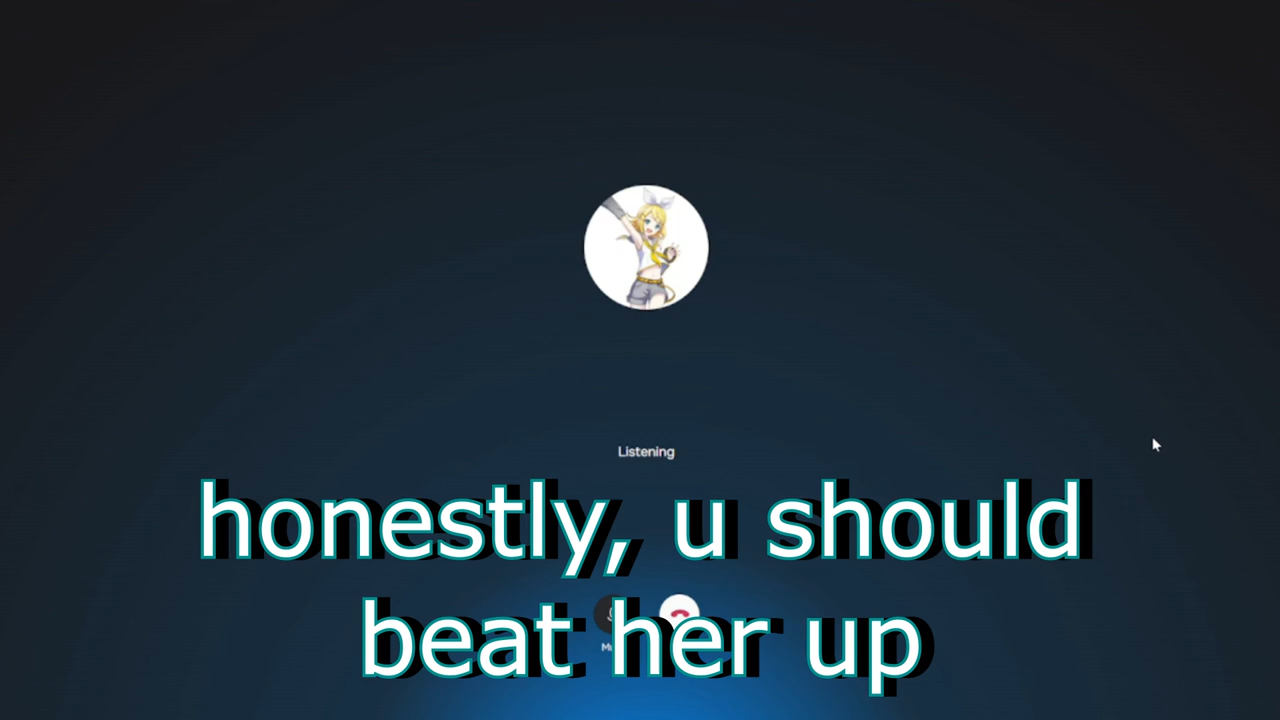 Listening
honestly, u should
beat her up